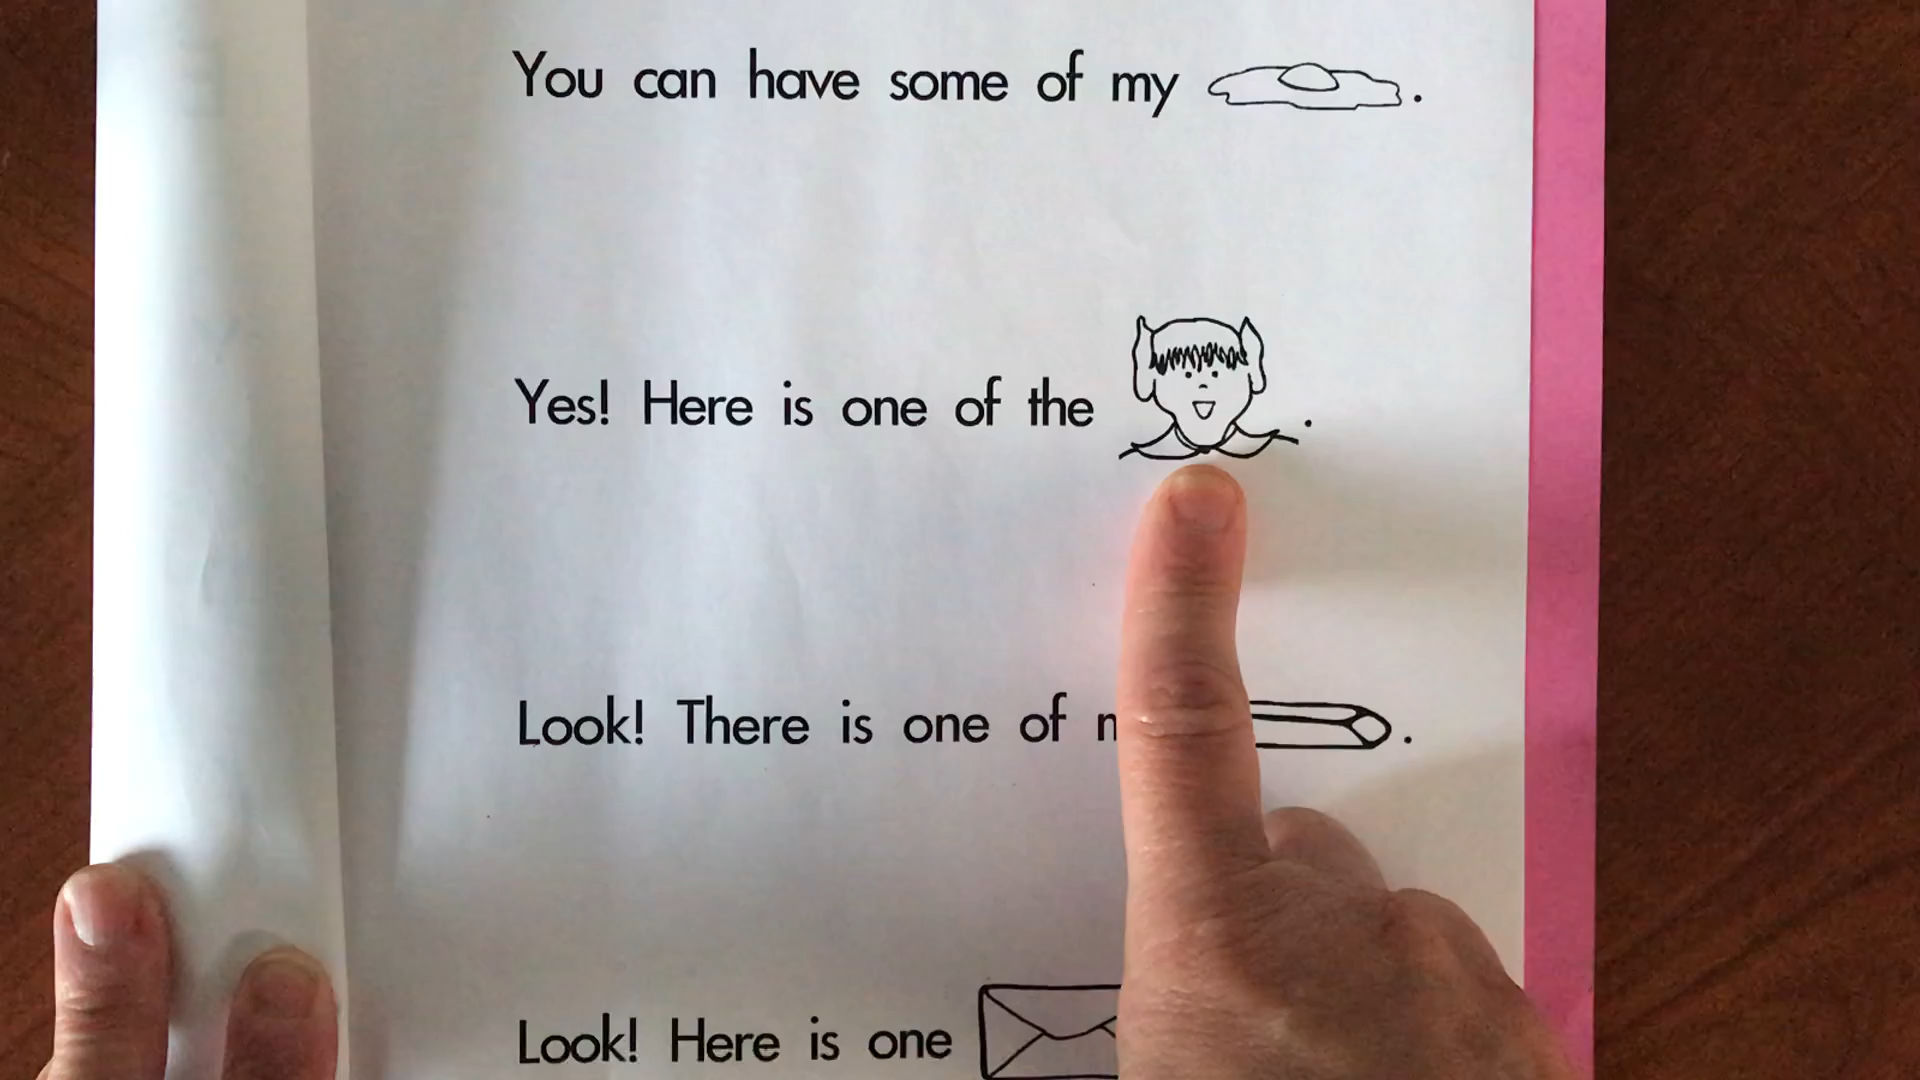 You can have some of my .
Yes! Here is one of the .
Look! There is one of .
Look! Here is one